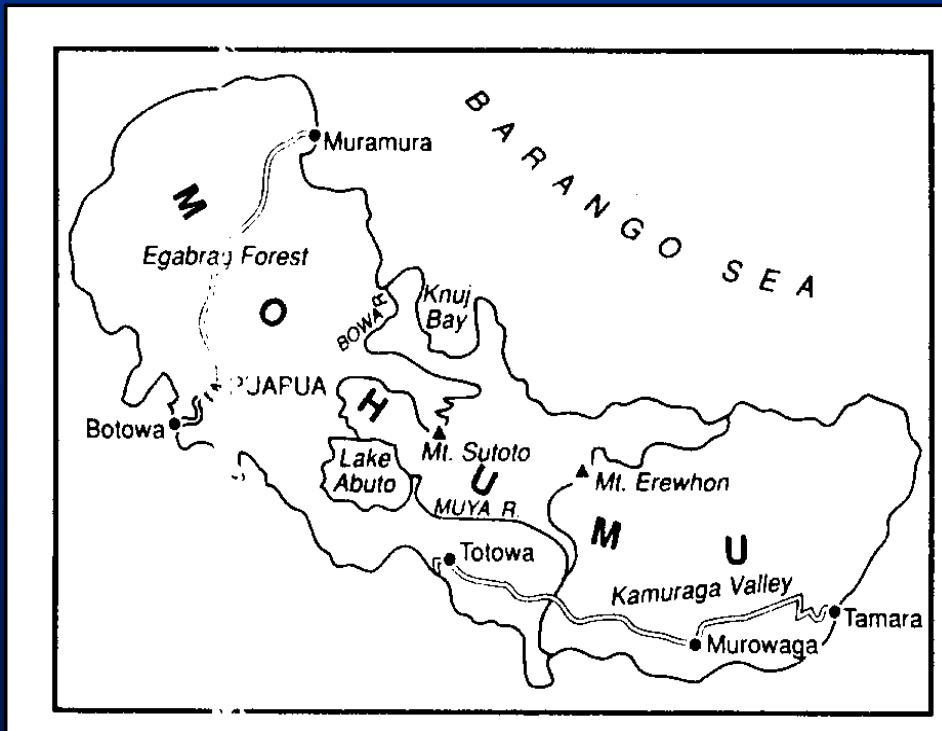 BARANGO SEA
Muramura
M
Egabrag Forest
O
Knuj
Bay
BOWA R.
PUAPUA
H
Botowa
Mt. Sutoto
Lake
Abuto
U
Mt. Erewhon
MUYA R.
M
U
Totowa
Kamuraga Valley
Tamara
Murowaga